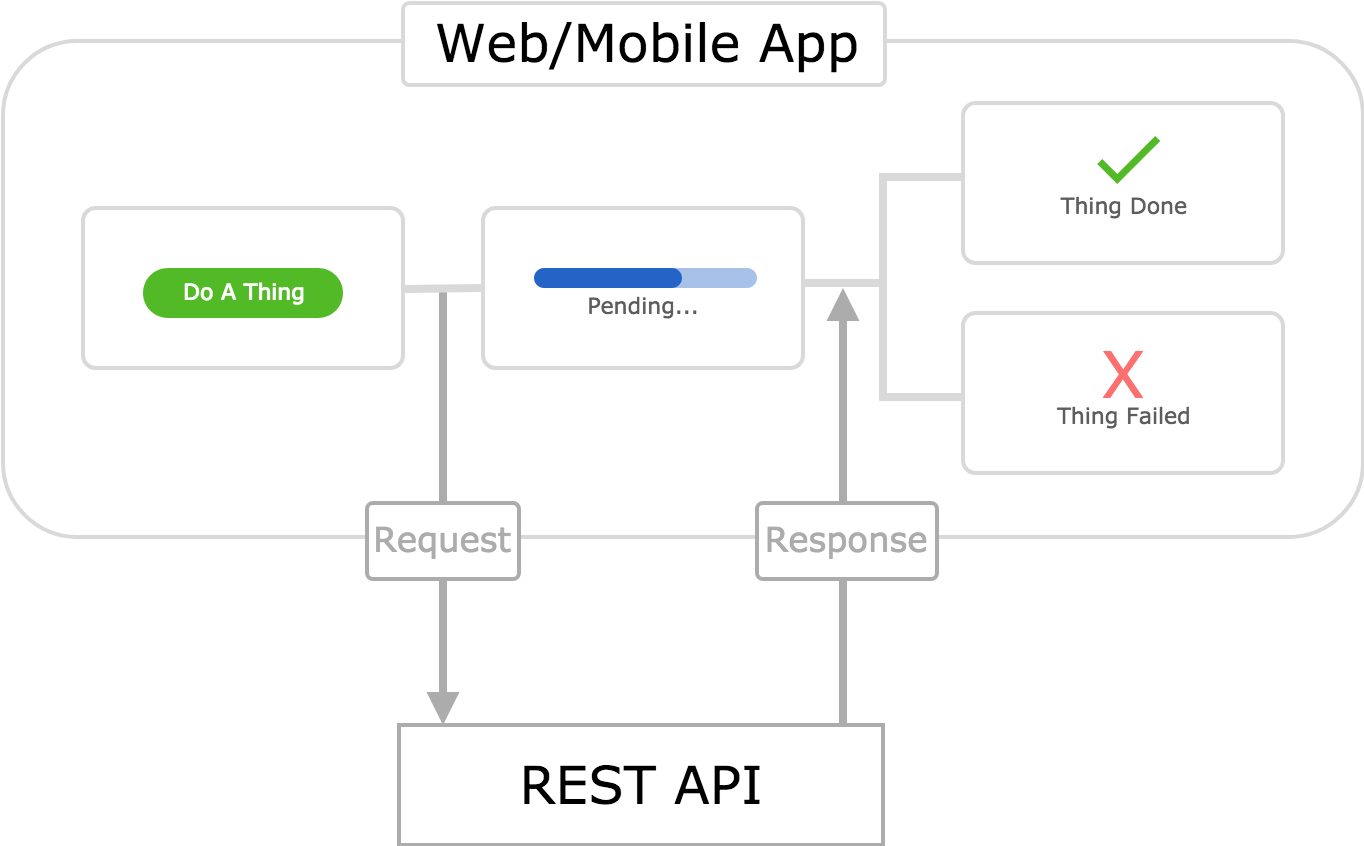 Web/Mobile App
Do A Thing
Pending...
Thing Done
X
Thing Failed
Request
Response
REST API